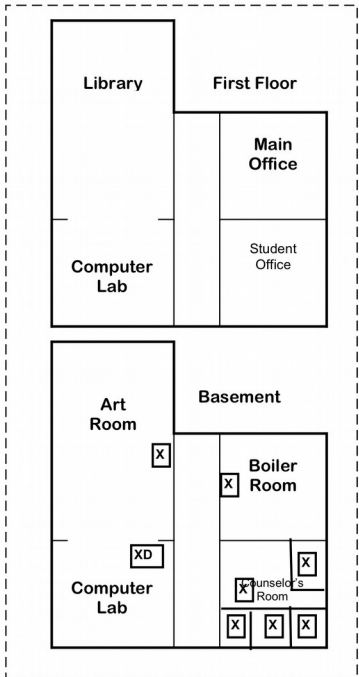 Library
First Floor
Main
Office
Student
Office
Computer
Lab
Basement
Art
Room
X
Boiler
Room
X
XD
X
Counselor's
Room
X
Computer
Lab
X
X
X